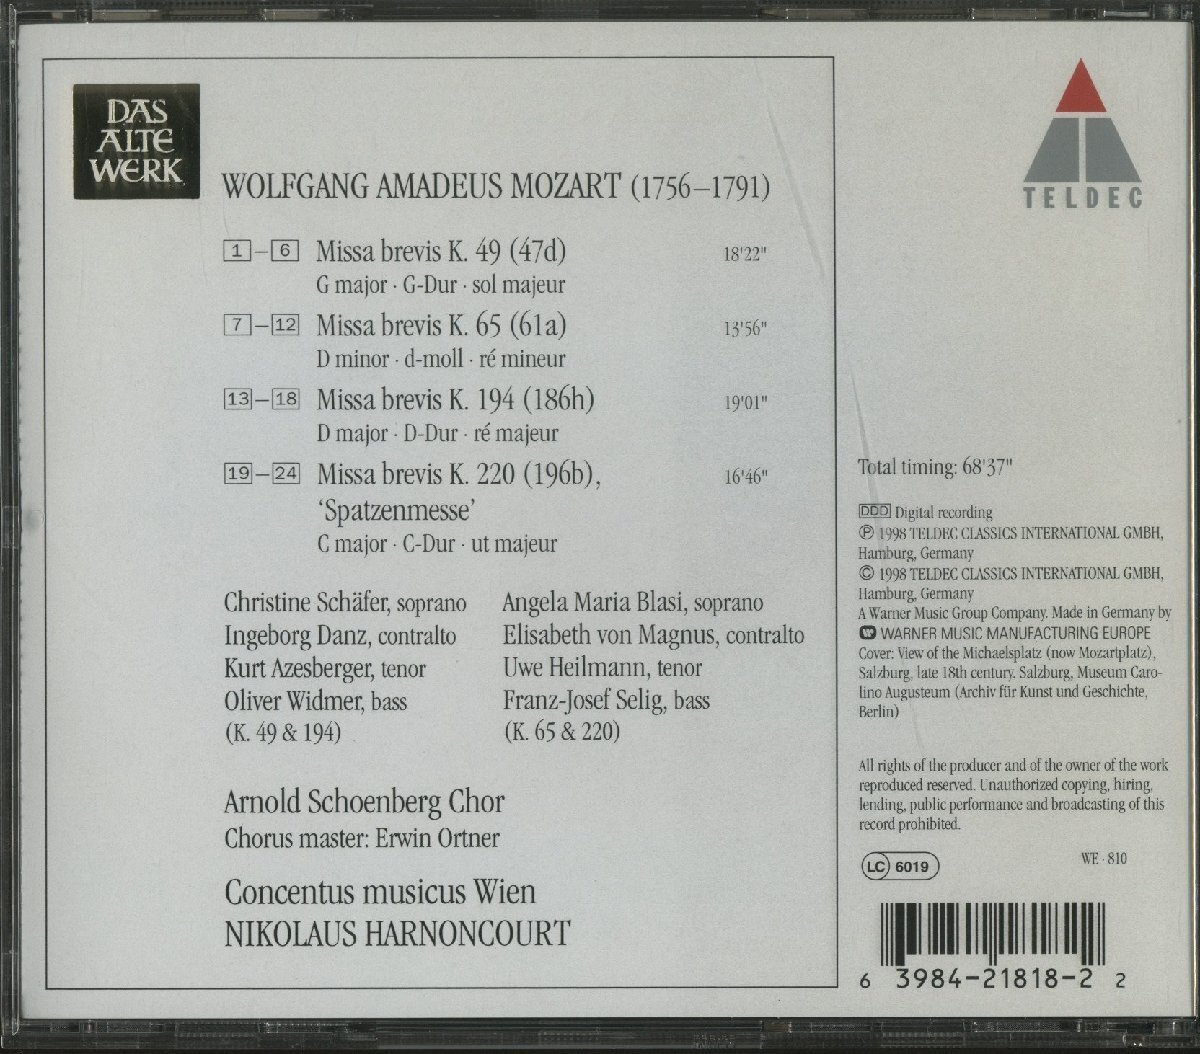 DAS
ALTE
WERK
WOLFGANG AMADEUS MOZART (1756–1791)
1–6 Missa brevis K. 49 (47d) 18'22"
G major · G-Dur · sol majeur
7–12 Missa brevis K. 65 (61a) 13'56"
D minor · d-moll · ré mineur
13–18 Missa brevis K. 194 (186h) 19'01"
D major · D-Dur · ré majeur
19–24 Missa brevis K. 220 (196b), 16'46"
‘Spatzenmesse’
C major · C-Dur · ut majeur
Christine Schäfer, soprano
Ingeborg Danz, contralto
Kurt Azesberger, tenor
Oliver Widmer, bass
(K. 49 & 194)
Angela Maria Blasi, soprano
Elisabeth von Magnus, contralto
Uwe Heilmann, tenor
Franz-Josef Selig, bass
(K. 65 & 220)
Arnold Schoenberg Chor
Chorus master: Erwin Ortner
Concentus musicus Wien
NIKOLAUS HARNONCOURT
TELDEC
Total timing: 68'37"
DDD Digital recording
℗ 1998 TELDEC CLASSICS INTERNATIONAL GMBH,
Hamburg, Germany
© 1998 TELDEC CLASSICS INTERNATIONAL GMBH,
Hamburg, Germany
A Warner Music Group Company. Made in Germany by
WARNER MUSIC MANUFACTURING EUROPE
Cover: View of the Michaelsplatz (now Mozartplatz),
Salzburg, late 18th century. Salzburg, Museum Caro-
lino Augusteum (Archiv für Kunst und Geschichte,
Berlin)
All rights of the producer and of the owner of the work
reproduced reserved. Unauthorized copying, hiring,
lending, public performance and broadcasting of this
record prohibited.
LC 6019
WE · 810
6 3984-21818-2 2